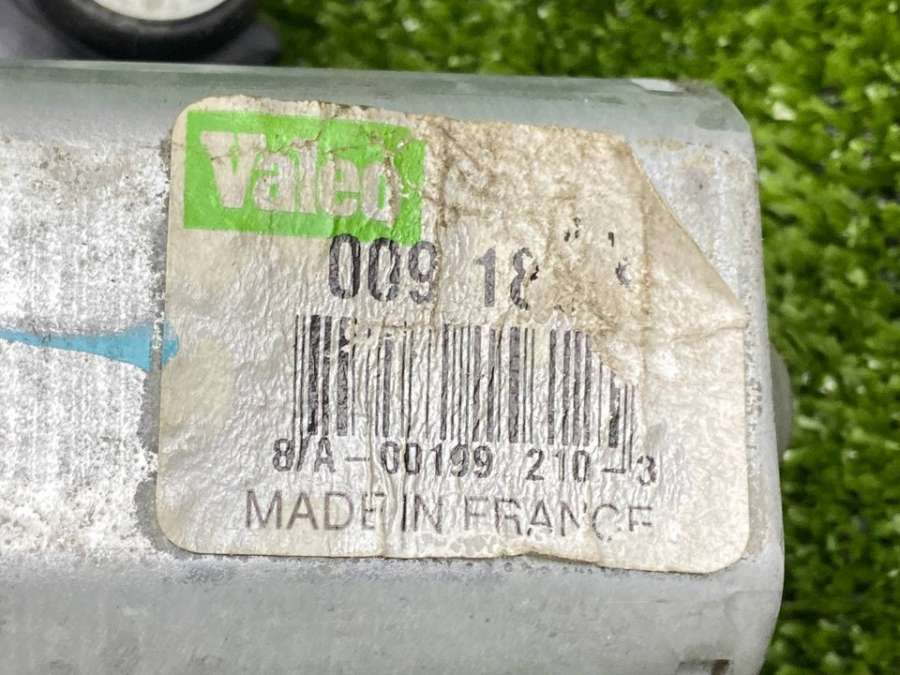 Valeo
009 18
8/A-00199 210-3
MADE IN FRANCE